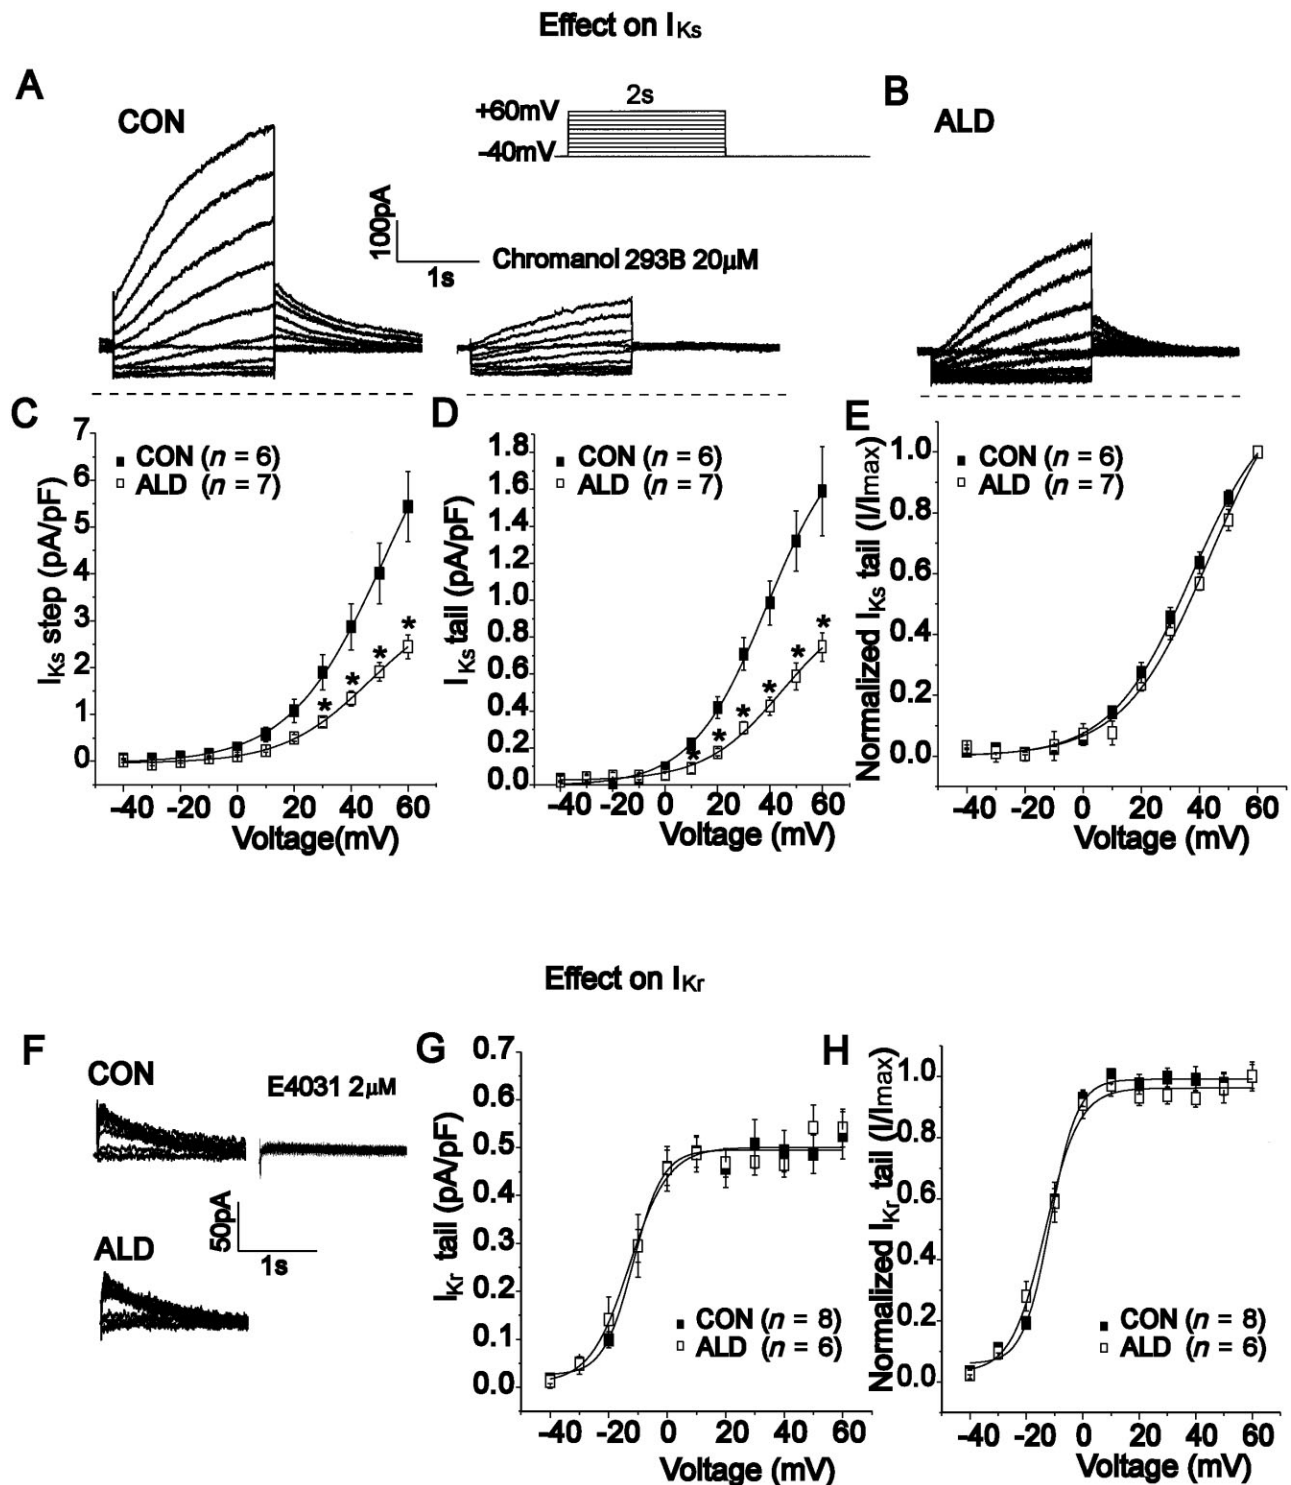 Effect on IKs
A
CON
+60mV
-40mV
2s
B
ALD
100pA
1s
Chromanol 293B 20μM
C
7
6
5
4
3
2
1
0
IKs step (pA/pF)
CON (n = 6)
ALD (n = 7)
* * * *
-40 -20 0 20 40 60
Voltage(mV)
D
1.8
1.6
1.4
1.2
1.0
0.8
0.6
0.4
0.2
0.0
IKs tail (pA/pF)
CON (n = 6)
ALD (n = 7)
* * * * * *
-40 -20 0 20 40 60
Voltage (mV)
E
1.0
0.8
0.6
0.4
0.2
0.0
Normalized IKs tail (I/Imax)
CON (n = 6)
ALD (n = 7)
-40 -20 0 20 40 60
Voltage (mV)
Effect on IKr
F
CON
E4031 2μM
50pA
1s
ALD
G
0.7
0.6
0.5
0.4
0.3
0.2
0.1
0.0
IKr tail (pA/pF)
CON (n = 8)
ALD (n = 6)
-40 -20 0 20 40 60
Voltage (mV)
H
1.0
0.8
0.6
0.4
0.2
0.0
Normalized IKr tail (I/Imax)
CON (n = 8)
ALD (n = 6)
-40 -20 0 20 40 60
Voltage (mV)